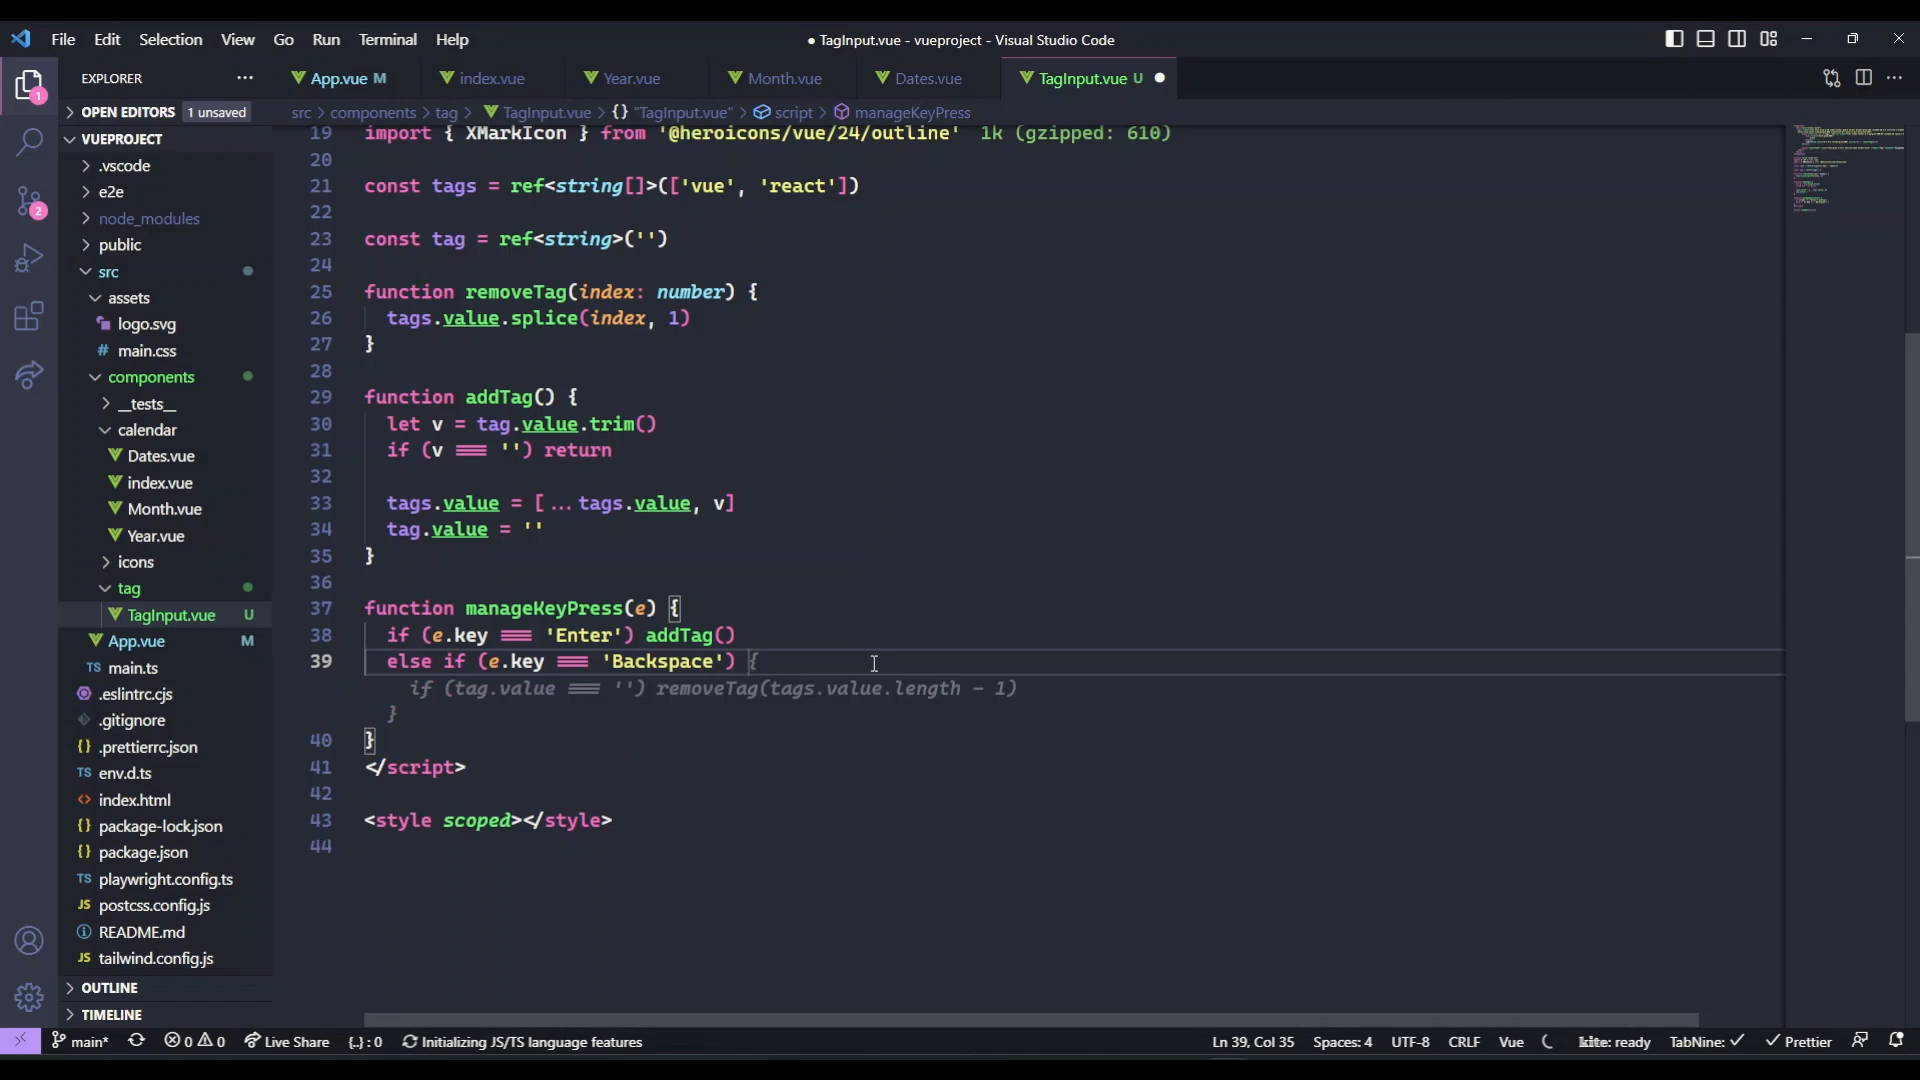 File Edit Selection View Go Run Terminal Help
● TagInput.vue - vueproject - Visual Studio Code
EXPLORER
App.vue M
index.vue
Year.vue
Month.vue
Dates.vue
TagInput.vue U
OPEN EDITORS 1 unsaved
src > components > tag > TagInput.vue > {} "TagInput.vue" > script > manageKeyPress
VUEPROJECT
.vscode
e2e
node_modules
public
src
assets
logo.svg
# main.css
components
__tests__
calendar
Dates.vue
index.vue
Month.vue
Year.vue
icons
tag
TagInput.vue U
App.vue M
TS main.ts
.eslintrc.cjs
.gitignore
{} .prettierrc.json
TS env.d.ts
<> index.html
{} package-lock.json
{} package.json
TS playwright.config.ts
JS postcss.config.js
README.md
JS tailwind.config.js
OUTLINE
TIMELINE
1
2
19 import { XMarkIcon } from '@heroicons/vue/24/outline' 1k (gzipped: 610)
20
21 const tags = ref<string[]>(['vue', 'react'])
22
23 const tag = ref<string>('')
24
25 function removeTag(index: number) {
26 tags.value.splice(index, 1)
27 }
28
29 function addTag() {
30 let v = tag.value.trim()
31 if (v === '') return
32
33 tags.value = [...tags.value, v]
34 tag.value = ''
35 }
36
37 function manageKeyPress(e) {
38 if (e.key === 'Enter') addTag()
39 else if (e.key === 'Backspace') {
if (tag.value === '') removeTag(tags.value.length - 1)
}
40 }
41 </script>
42
43 <style scoped></style>
44
main* 0 0 Live Share {..} : 0 Initializing JS/TS language features
Ln 39, Col 35 Spaces: 4 UTF-8 CRLF Vue kite: ready TabNine: ✓ ✓ Prettier